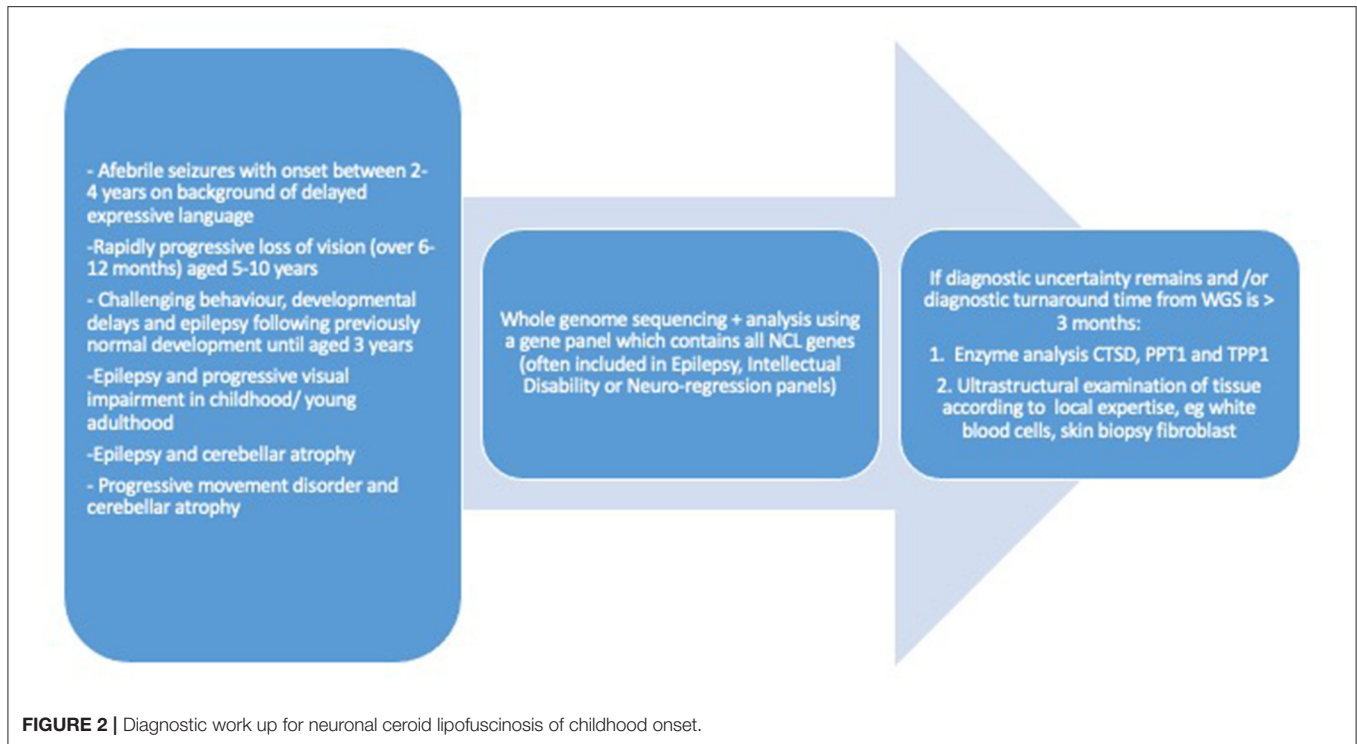 - Afebrile seizures with onset between 2-
4 years on background of delayed
expressive language
-Rapidly progressive loss of vision (over 6-
12 months) aged 5-10 years
- Challenging behaviour, developmental
delays and epilepsy following previously
normal development until aged 3 years
-Epilepsy and progressive visual
impairment in childhood/ young
adulthood
-Epilepsy and cerebellar atrophy
- Progressive movement disorder and
cerebellar atrophy
Whole genome sequencing + analysis using
a gene panel which contains all NCL genes
(often included in Epilepsy, Intellectual
Disability or Neuro-regression panels)
If diagnostic uncertainty remains and /or
diagnostic turnaround time from WGS is >
3 months:
1. Enzyme analysis CTSD, PPT1 and TPP1
2. Ultrastructural examination of tissue
according to local expertise, eg white
blood cells, skin biopsy fibroblast
FIGURE 2 | Diagnostic work up for neuronal ceroid lipofuscinosis of childhood onset.